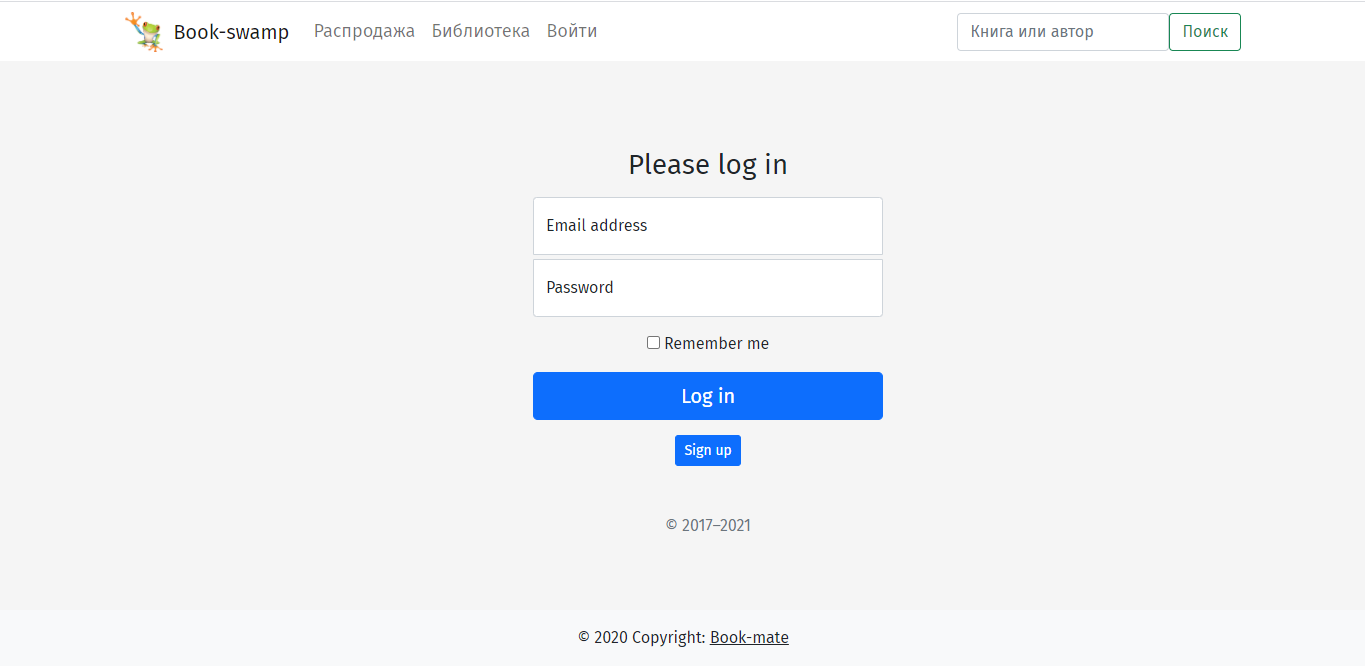 Book-swamp Распродажа Библиотека Войти Книга или автор Поиск
Please log in
Email address
Password
Remember me
Log in
Sign up
© 2017–2021
© 2020 Copyright: Book-mate